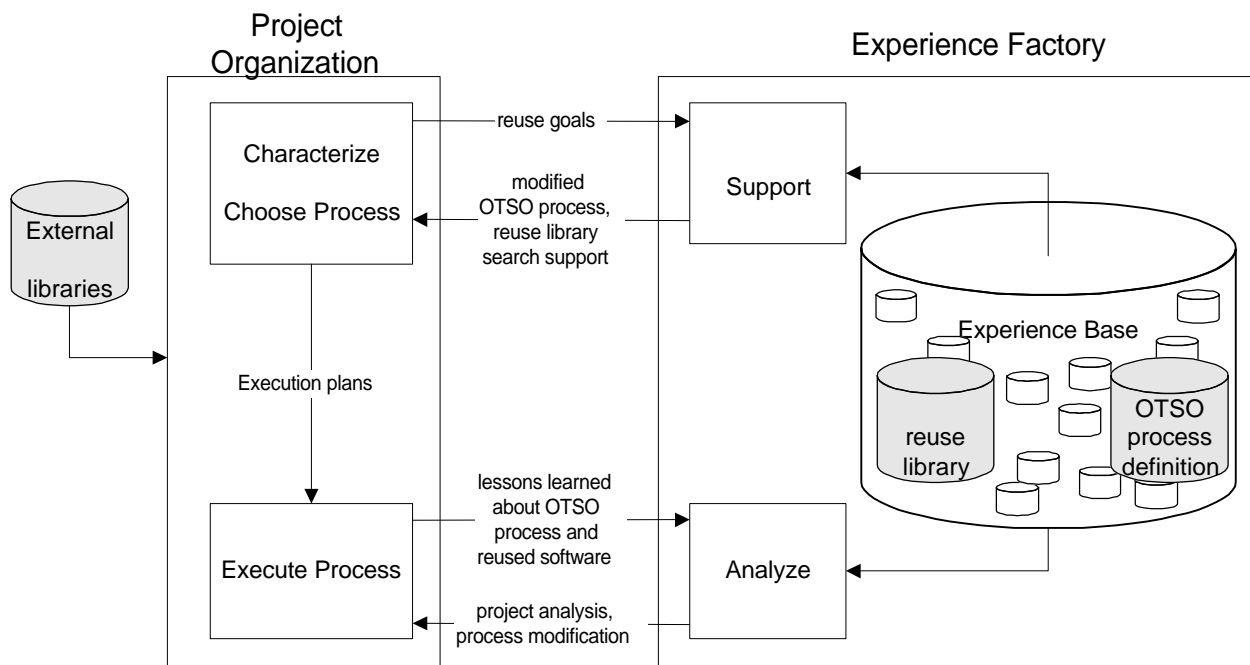 Project
Organization
Experience Factory
Characterize
Choose Process
reuse goals
modified
OTSO process,
reuse library
search support
Support
External
libraries
Experience Base
reuse
library
OTSO
process
definition
Execution plans
Execute Process
lessons learned
about OTSO
process and
reused software
project analysis,
process modification
Analyze